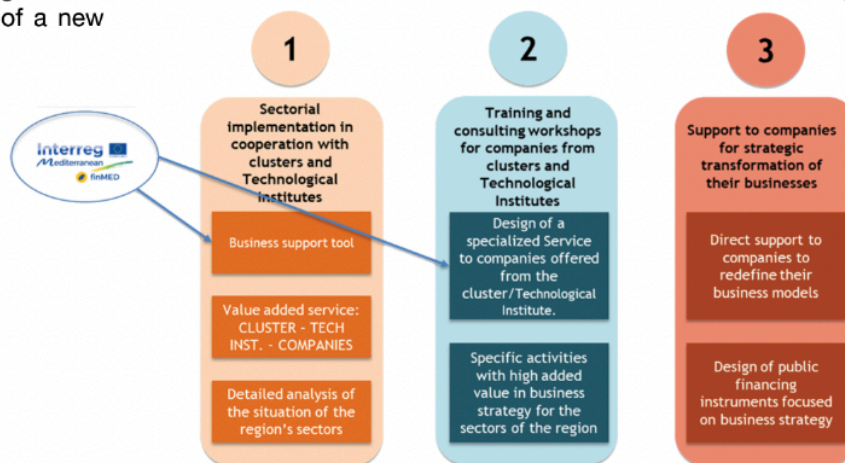 of a new
1
2
3
Interreg
Mediterranean
finMED
Sectorial
implementation in
cooperation with
clusters and
Technological
Institutes
Business support tool
Value added service:
CLUSTER - TECH
INST. - COMPANIES
Detailed analysis of
the situation of the
region's sectors
Training and
consulting workshops
for companies from
clusters and
Technological
Institutes
Design of a
specialized Service
to companies offered
from the
cluster/Technological
Institute.
Specific activities
with high added
value in business
strategy for the
sectors of the region
Support to companies
for strategic
transformation of
their businesses
Direct support to
companies to
redefine their
business models
Design of public
financing
instruments focused
on business strategy